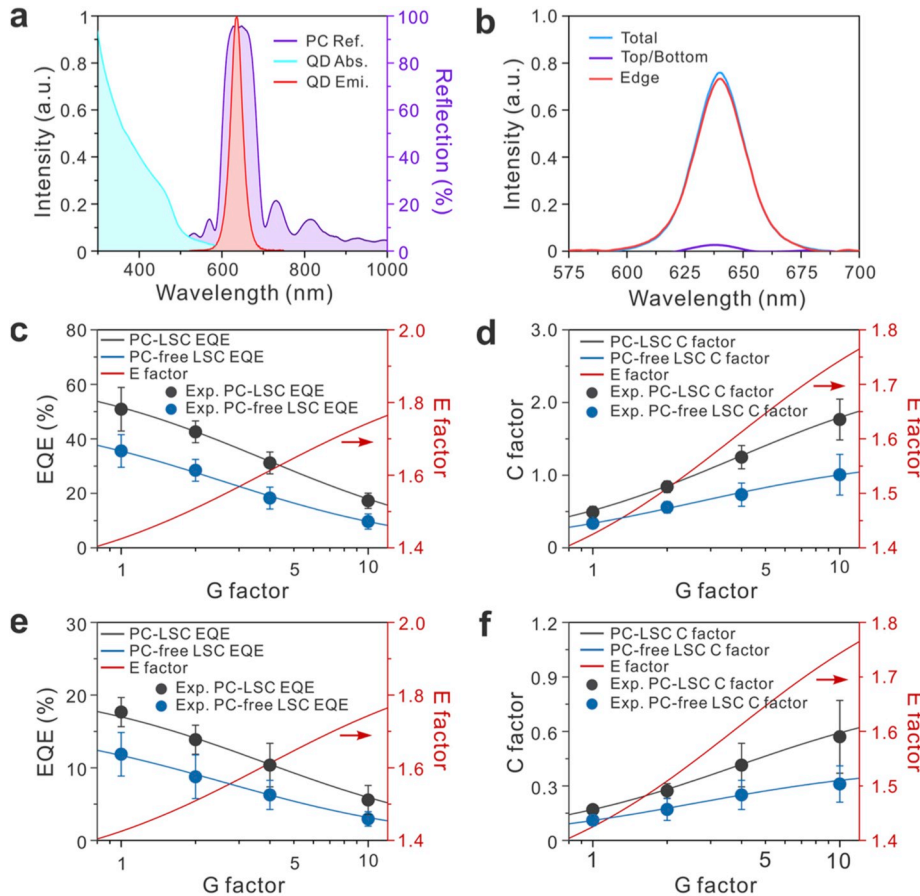 a
1
0.8
0.6
0.4
0.2
0
Intensity (a.u.)
PC Ref.
QD Abs.
QD Emi.
100
80
60
40
20
0
Reflection (%)
400 600 800 1000
Wavelength (nm)
b
1.0
0.8
0.6
0.4
0.2
0
Intensity (a.u.)
Total
Top/Bottom
Edge
575 600 625 650 675 700
Wavelength (nm)
c
80
60
40
20
0
EQE (%)
PC-LSC EQE
PC-free LSC EQE
E factor
Exp. PC-LSC EQE
Exp. PC-free LSC EQE
2.0
1.8
1.6
1.4
E factor
1 5 10
G factor
d
3.0
2.0
1.0
0
C factor
PC-LSC C factor
PC-free LSC C factor
E factor
Exp. PC-LSC C factor
Exp. PC-free LSC C factor
1.8
1.7
1.6
1.5
1.4
E factor
1 5 10
G factor
e
30
20
10
0
EQE (%)
PC-LSC EQE
PC-free LSC EQE
E factor
Exp. PC-LSC EQE
Exp. PC-free LSC EQE
2.0
1.8
1.6
1.4
E factor
1 5 10
G factor
f
1.2
0.9
0.6
0.3
0
C factor
PC-LSC C factor
PC-free LSC C factor
E factor
Exp. PC-LSC C factor
Exp. PC-free LSC C factor
1.8
1.7
1.6
1.5
1.4
E factor
1 5 10
G factor